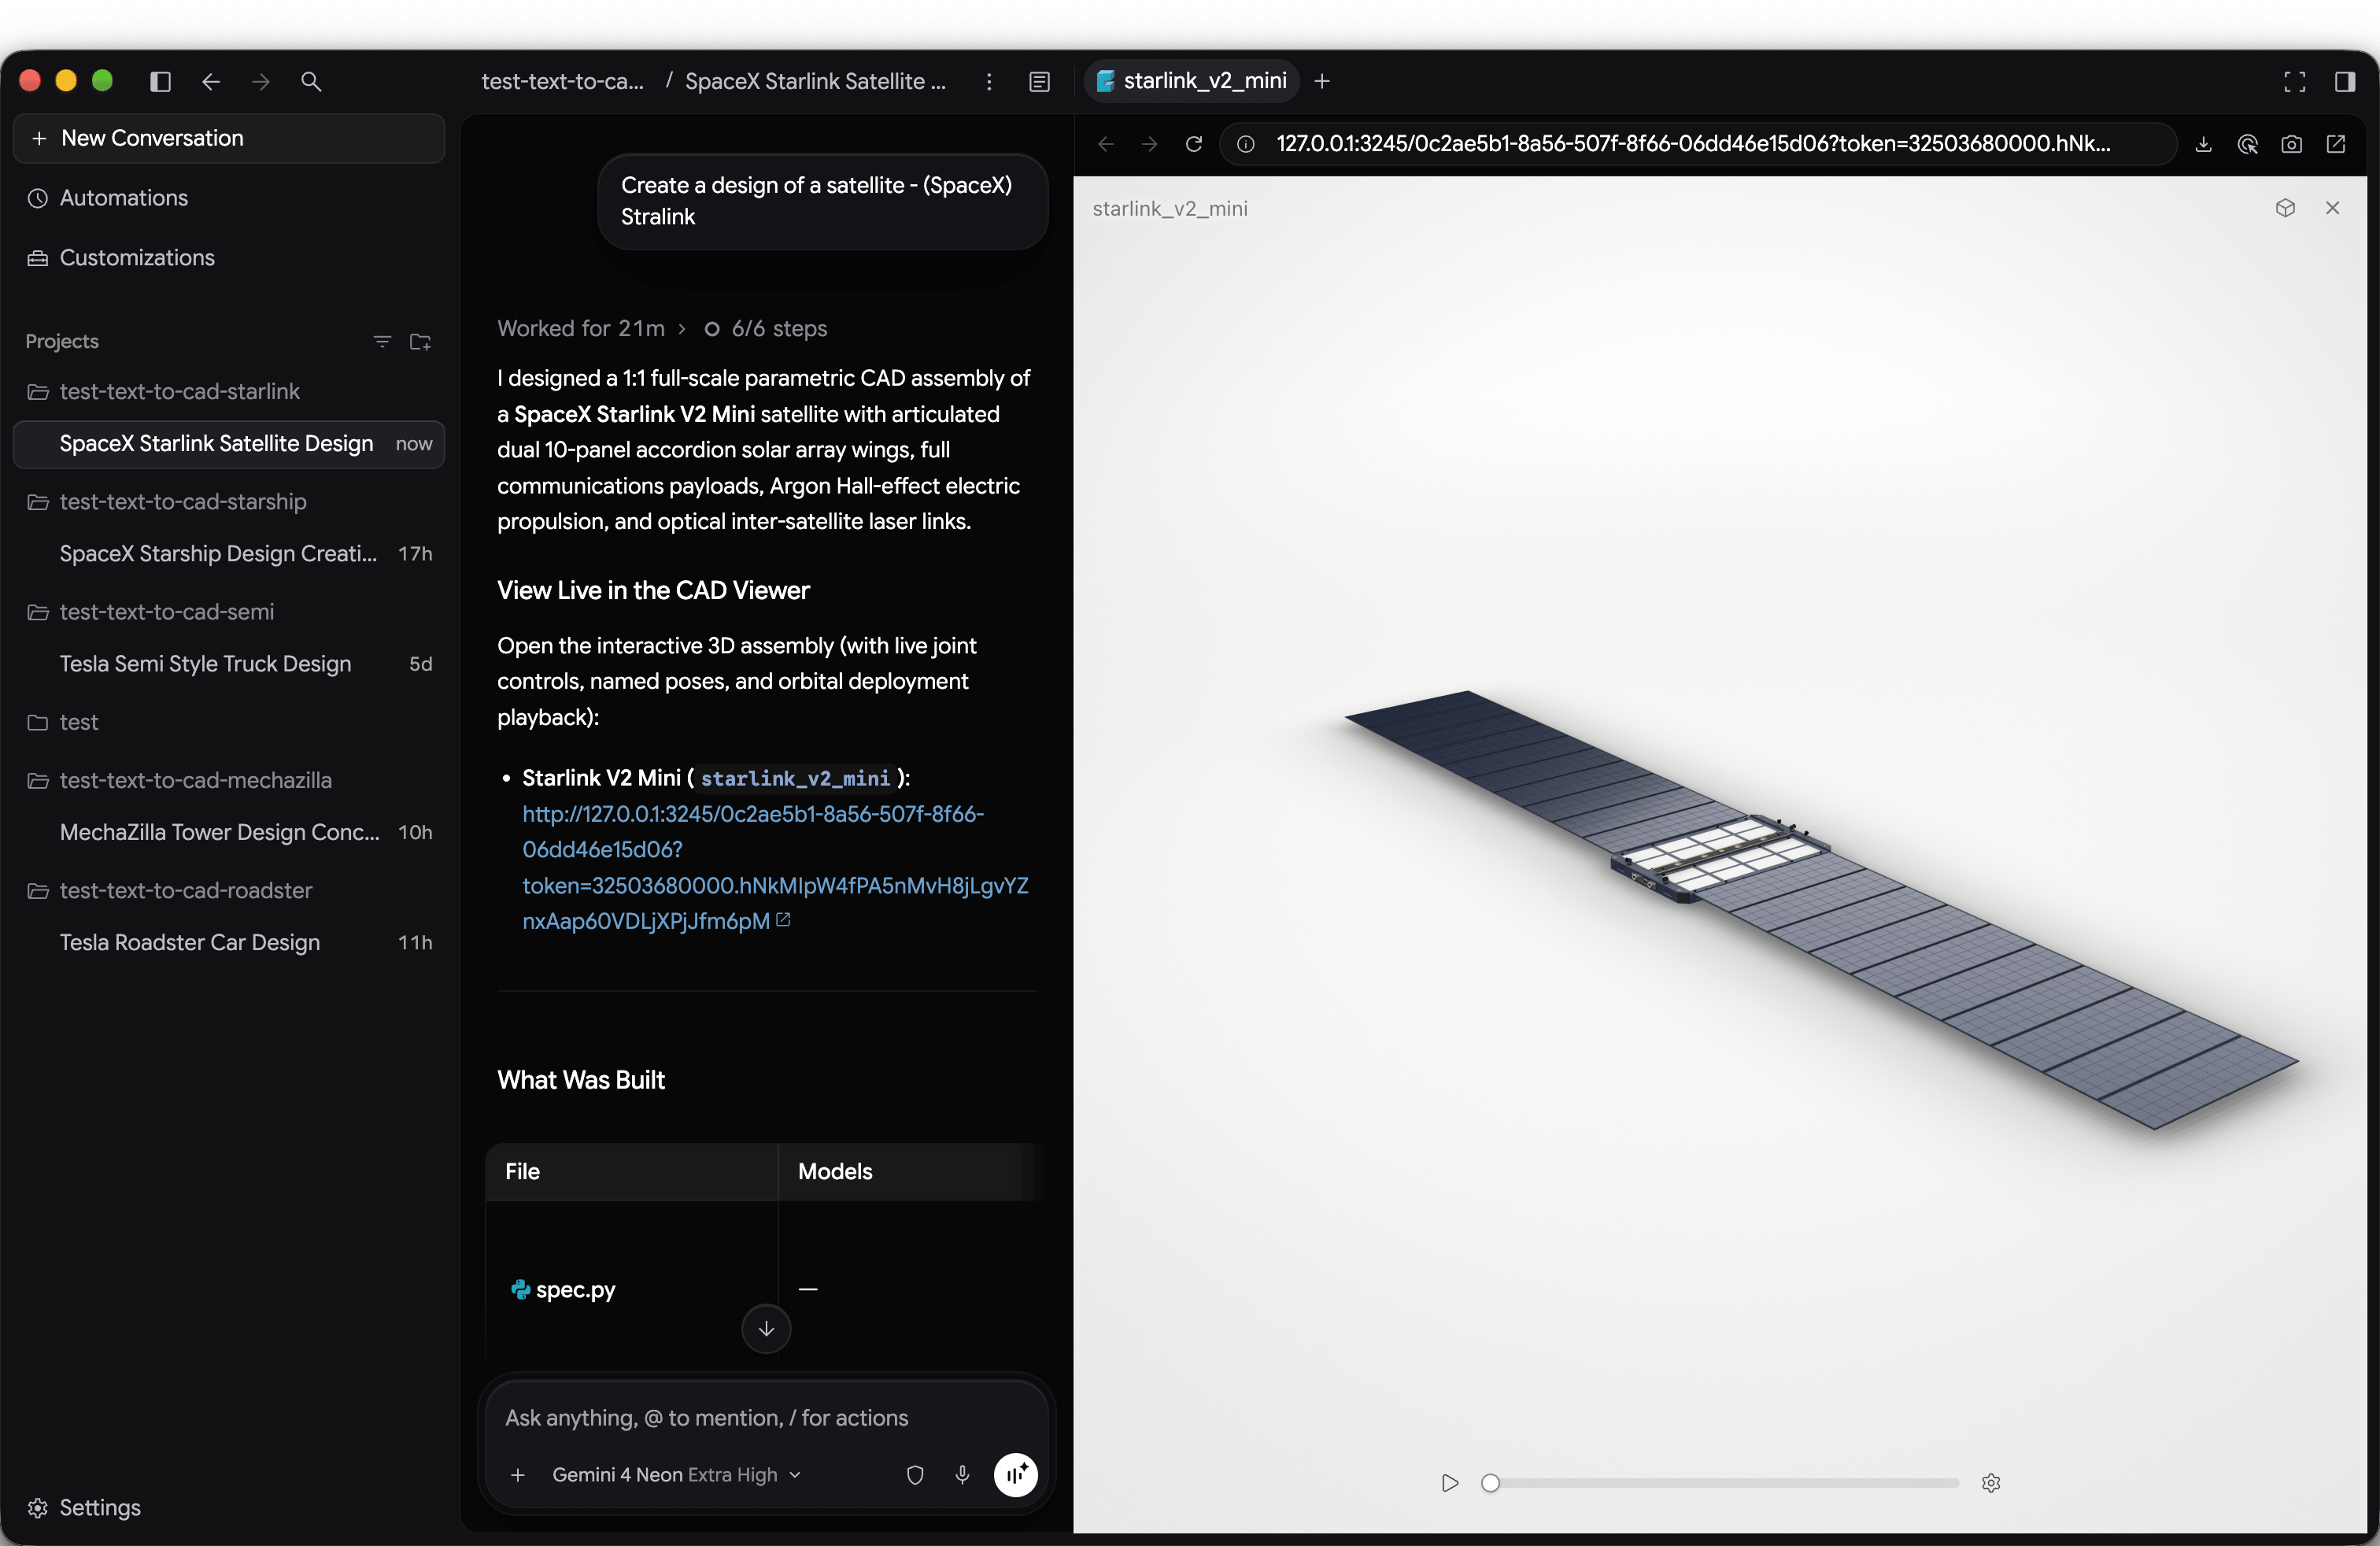 test-text-to-ca... / SpaceX Starlink Satellite ...
starlink_v2_mini
New Conversation
Automations
Customizations
Projects
test-text-to-cad-starlink
SpaceX Starlink Satellite Design now
test-text-to-cad-starship
SpaceX Starship Design Creati... 17h
test-text-to-cad-semi
Tesla Semi Style Truck Design 5d
test
test-text-to-cad-mechazilla
MechaZilla Tower Design Conc... 10h
test-text-to-cad-roadster
Tesla Roadster Car Design 11h
Settings
Create a design of a satellite - (SpaceX)
Stralink
Worked for 21m > 6/6 steps
I designed a 1:1 full-scale parametric CAD assembly of
a SpaceX Starlink V2 Mini satellite with articulated
dual 10-panel accordion solar array wings, full
communications payloads, Argon Hall-effect electric
propulsion, and optical inter-satellite laser links.
View Live in the CAD Viewer
Open the interactive 3D assembly (with live joint
controls, named poses, and orbital deployment
playback):
• Starlink V2 Mini ( starlink_v2_mini ):
http://127.0.0.1:3245/0c2ae5b1-8a56-507f-8f66-
06dd46e15d06?
token=32503680000.hNkMIpW4fPA5nMvH8jLgvYZ
nxAap60VDLjXPjJfm6pM
What Was Built
File Models
spec.py —
Ask anything, @ to mention, / for actions
Gemini 4 Neon Extra High
127.0.0.1:3245/0c2ae5b1-8a56-507f-8f66-06dd46e15d06?token=32503680000.hNk...
starlink_v2_mini